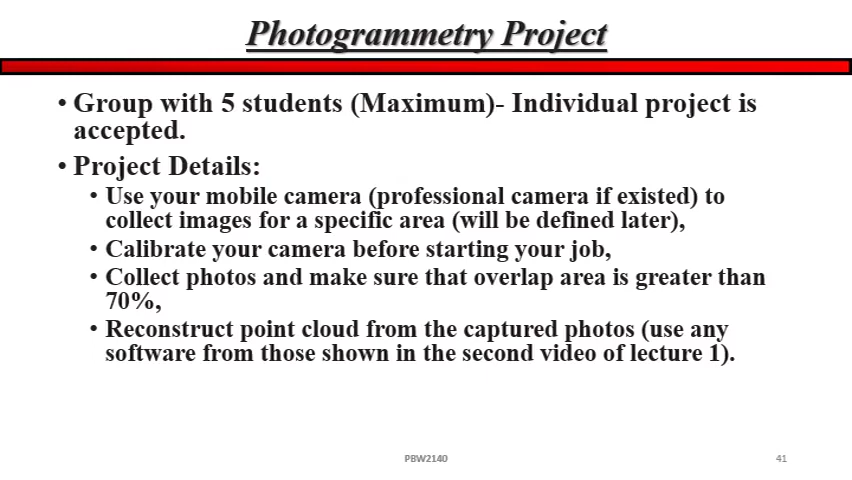 Photogrammetry Project
• Group with 5 students (Maximum)- Individual project is
accepted.
• Project Details:
• Use your mobile camera (professional camera if existed) to
collect images for a specific area (will be defined later),
• Calibrate your camera before starting your job,
• Collect photos and make sure that overlap area is greater than
70%,
• Reconstruct point cloud from the captured photos (use any
software from those shown in the second video of lecture 1).
PBW2140
41